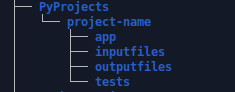 PyProjects
project-name
app
inputfiles
outputfiles
tests